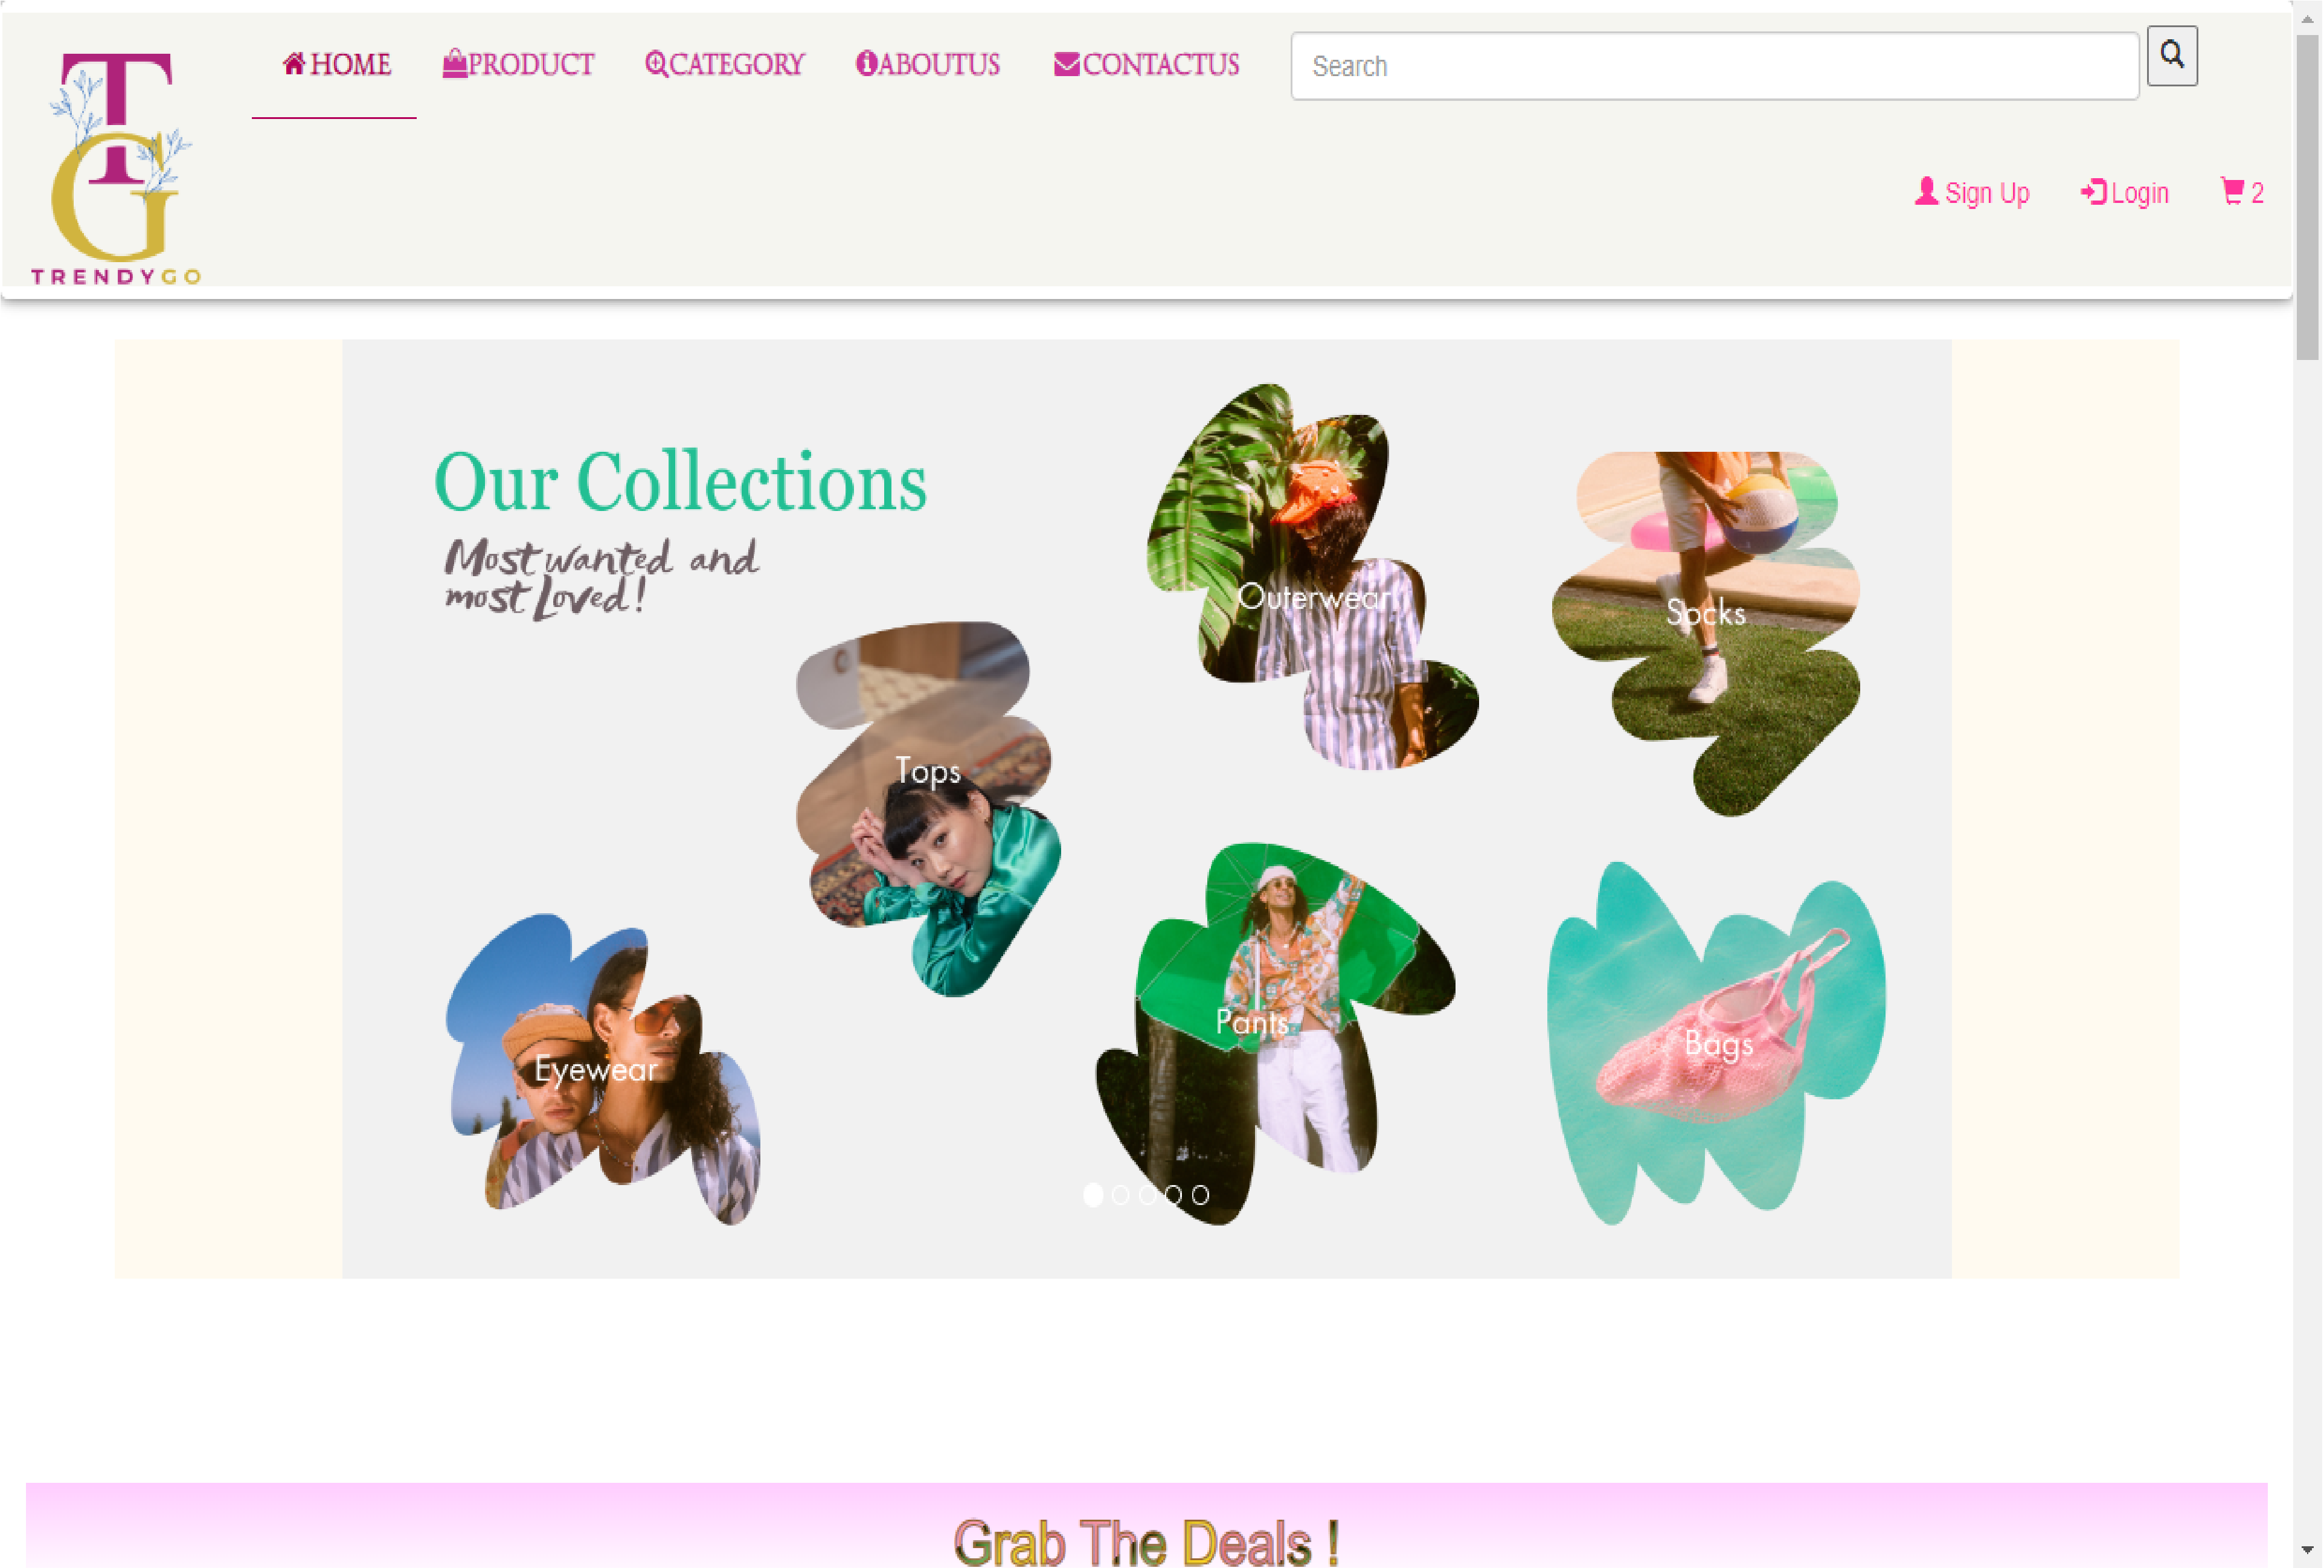 HOME PRODUCT CATEGORY ABOUTUS CONTACTUS Search
TG
Sign Up Login 2
TRENDYGO
Our Collections
Most wanted and
most Loved!
Outerwear
Socks
Tops
Pants
Bags
Eyewear
Grab The Deals !